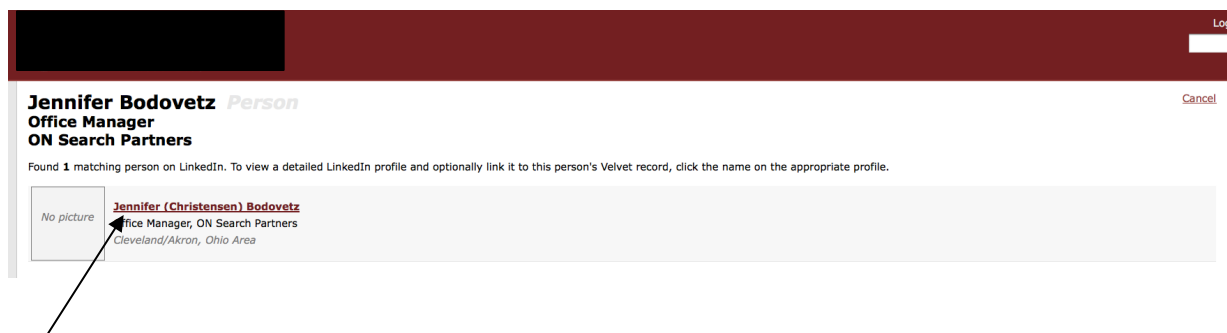 Jennifer Bodovetz Person
Cancel
Office Manager
ON Search Partners
Found 1 matching person on LinkedIn. To view a detailed LinkedIn profile and optionally link it to this person's Velvet record, click the name on the appropriate profile.
No picture
Jennifer (Christensen) Bodovetz
Office Manager, ON Search Partners
Cleveland/Akron, Ohio Area